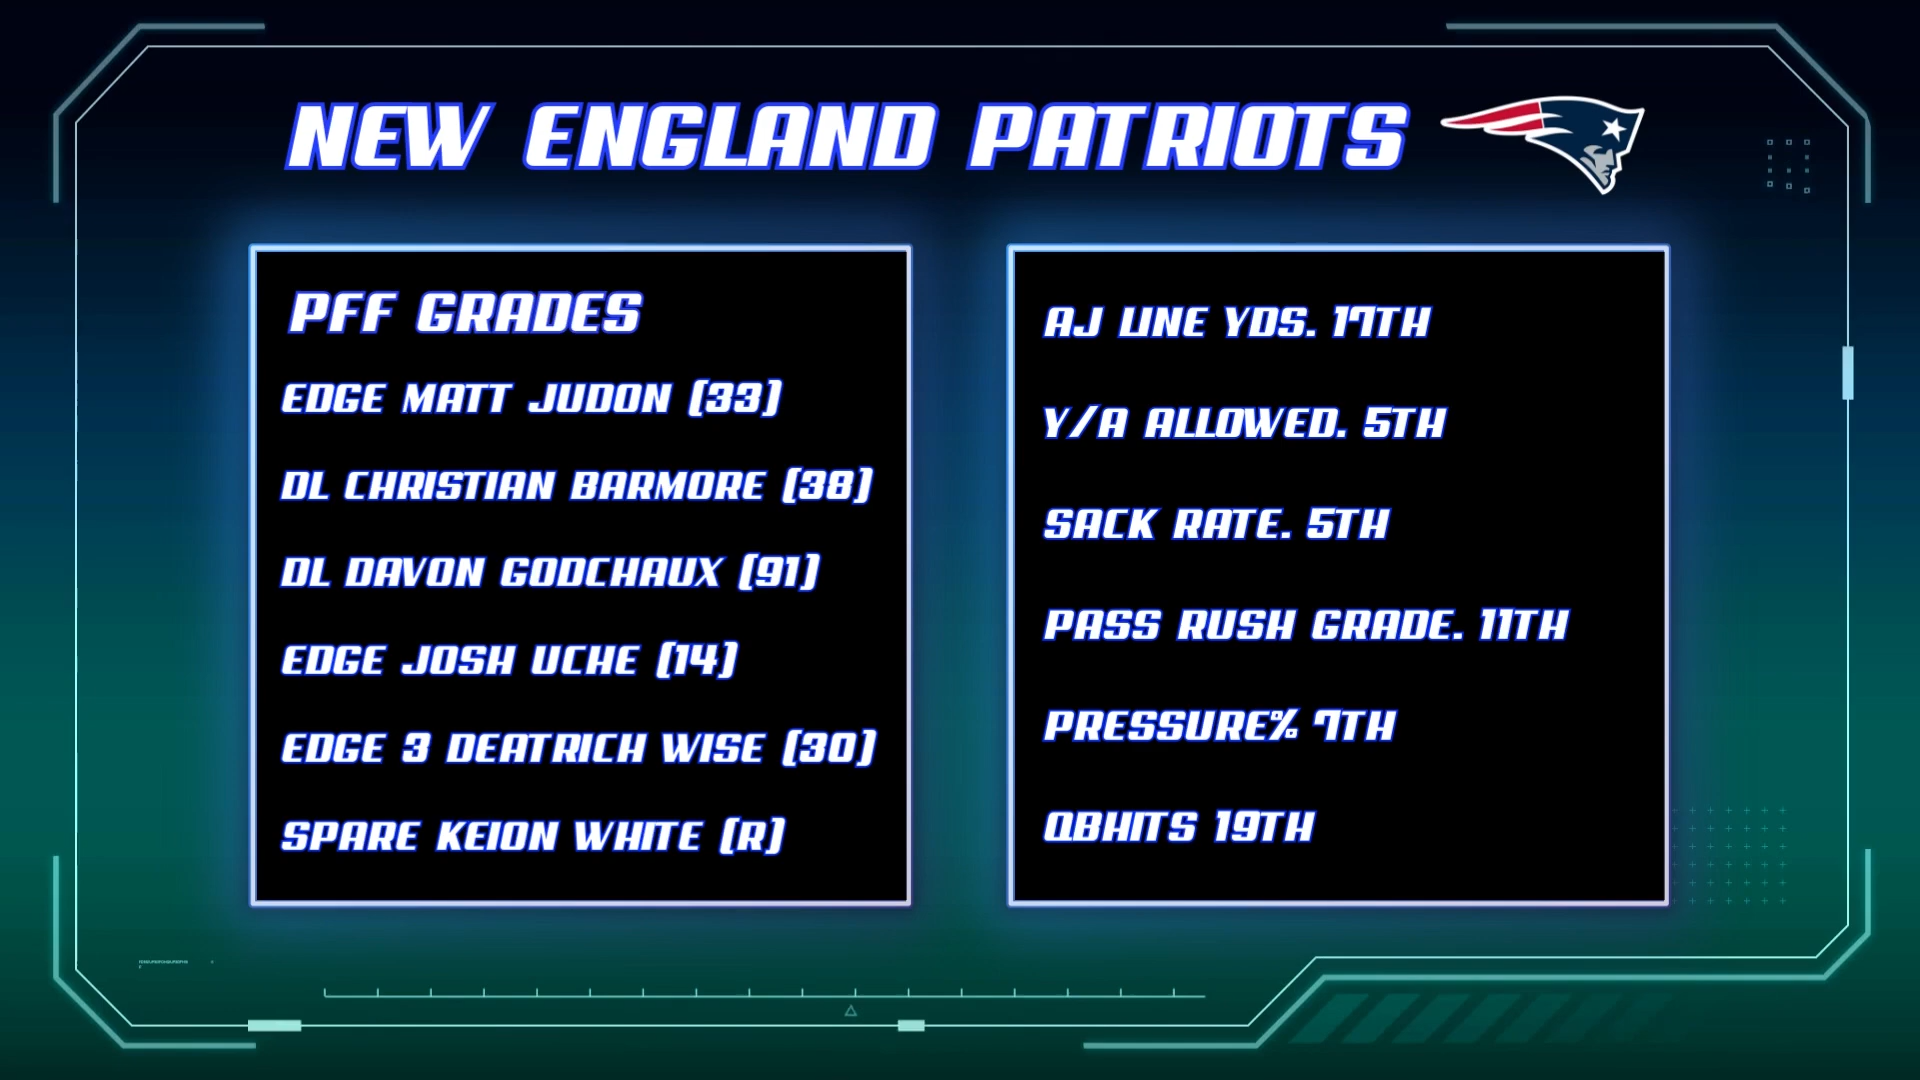 NEW ENGLAND PATRIOTS
PFF GRADES
EDGE MATT JUDON (33)
DL CHRISTIAN BARMORE (38)
DL DAVON GODCHAUX (91)
EDGE JOSH UCHE (14)
EDGE 3 DEATRICH WISE (30)
SPARE KEION WHITE (R)
AJ LINE YDS. 17TH
Y/A ALLOWED. 5TH
SACK RATE. 5TH
PASS RUSH GRADE. 11TH
PRESSURE% 7TH
QBHITS 19TH